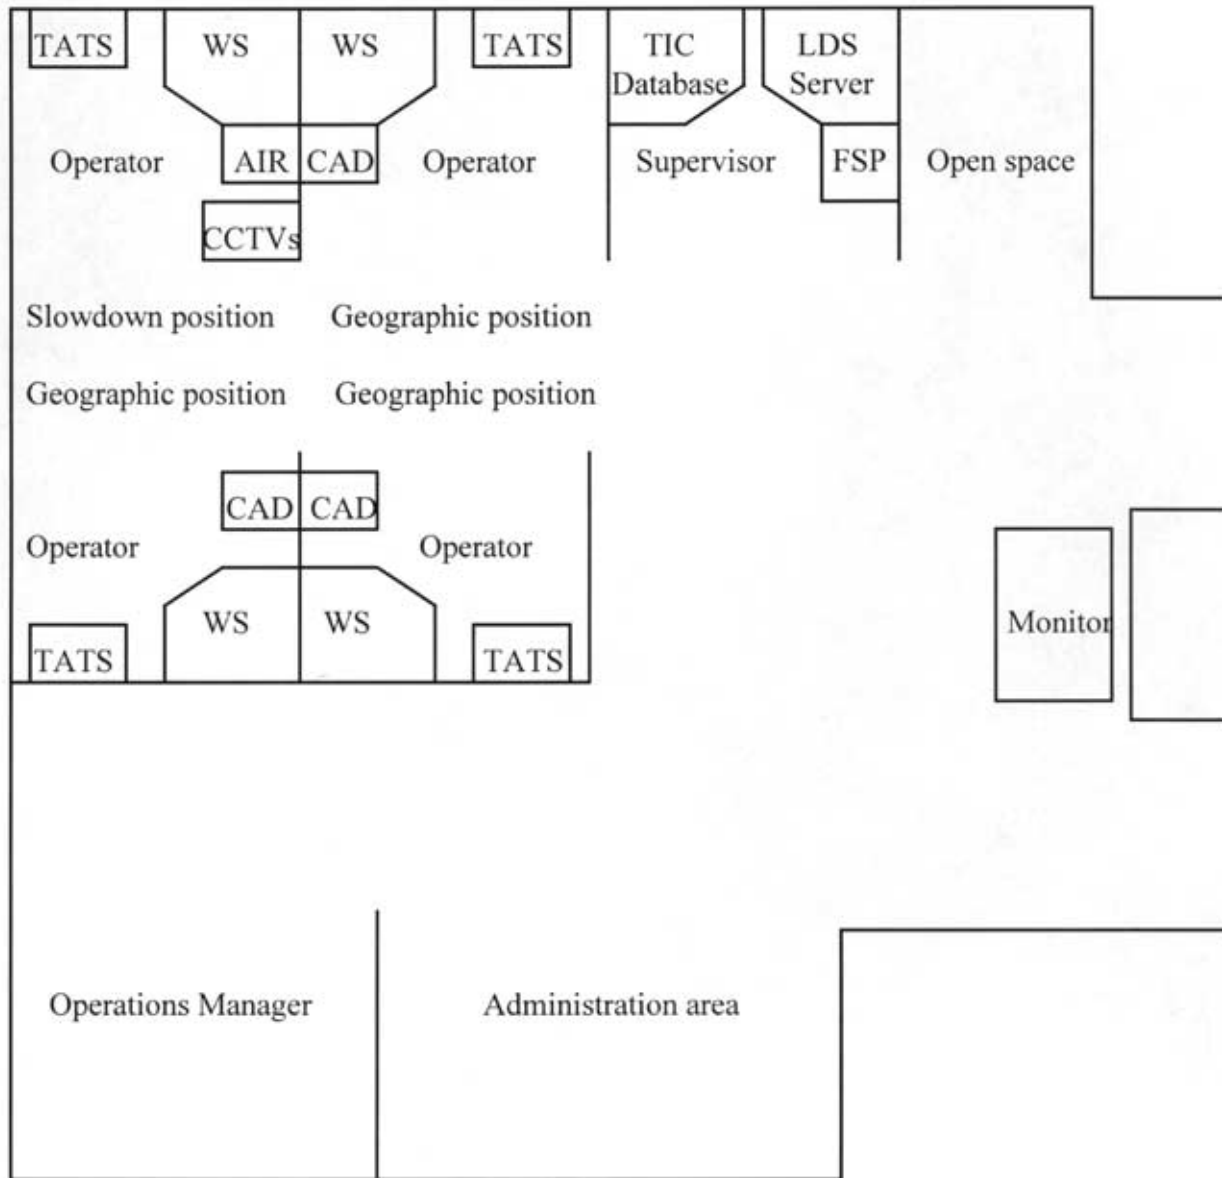 TATS WS WS TATS TIC LDS
Database Server
Operator AIR CAD Operator Supervisor FSP Open space
CCTVs
Slowdown position Geographic position
Geographic position Geographic position
CAD CAD
Operator Operator
WS WS Monitor
TATS TATS
Operations Manager Administration area